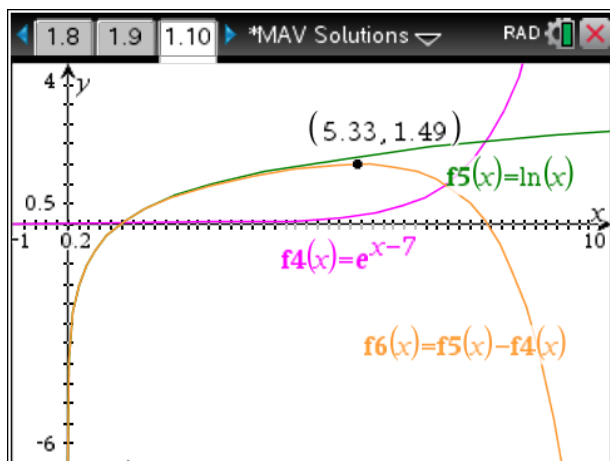 1.8 1.9 1.10 *MAV Solutions RAD
4 y
(5.33, 1.49)
f5(x)=ln(x)
0.5 x
-1 0.2 10
f4(x)=e^{x-7}
f6(x)=f5(x)-f4(x)
-6